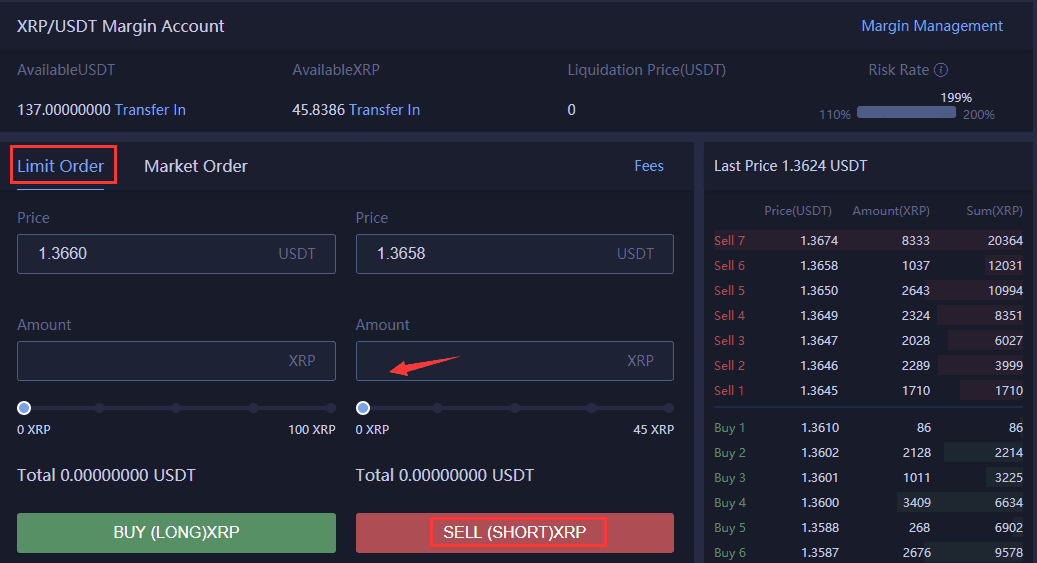 XRP/USDT Margin Account Margin Management
AvailableUSDT AvailableXRP Liquidation Price(USDT) Risk Rate
137.00000000 Transfer In 45.8386 Transfer In 0 110% 199% 200%
Limit Order Market Order Fees
Price Price
1.3660 USDT 1.3658 USDT
Amount Amount
XRP XRP
0 XRP 100 XRP 0 XRP 45 XRP
Total 0.00000000 USDT Total 0.00000000 USDT
BUY (LONG)XRP SELL (SHORT)XRP
Last Price 1.3624 USDT
Price(USDT) Amount(XRP) Sum(XRP)
Sell 7 1.3674 8333 20364
Sell 6 1.3658 1037 12031
Sell 5 1.3650 2643 10994
Sell 4 1.3649 2324 8351
Sell 3 1.3647 2028 6027
Sell 2 1.3646 2289 3999
Sell 1 1.3645 1710 1710
Buy 1 1.3610 86 86
Buy 2 1.3602 2128 2214
Buy 3 1.3601 1011 3225
Buy 4 1.3600 3409 6634
Buy 5 1.3588 268 6902
Buy 6 1.3587 2676 9578